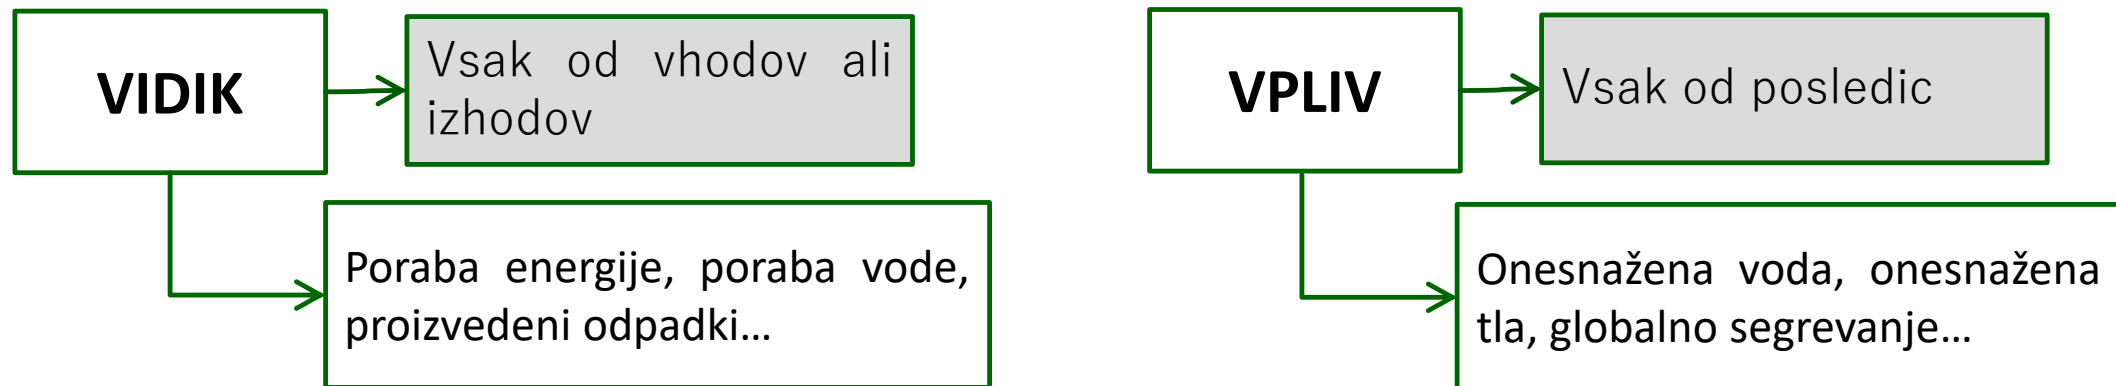 VIDIK
Vsak od vhodov ali
izhodov
Poraba energije, poraba vode,
proizvedeni odpadki...
VPLIV
Vsak od posledic
Onesnažena voda, onesnažena
tla, globalno segrevanje...